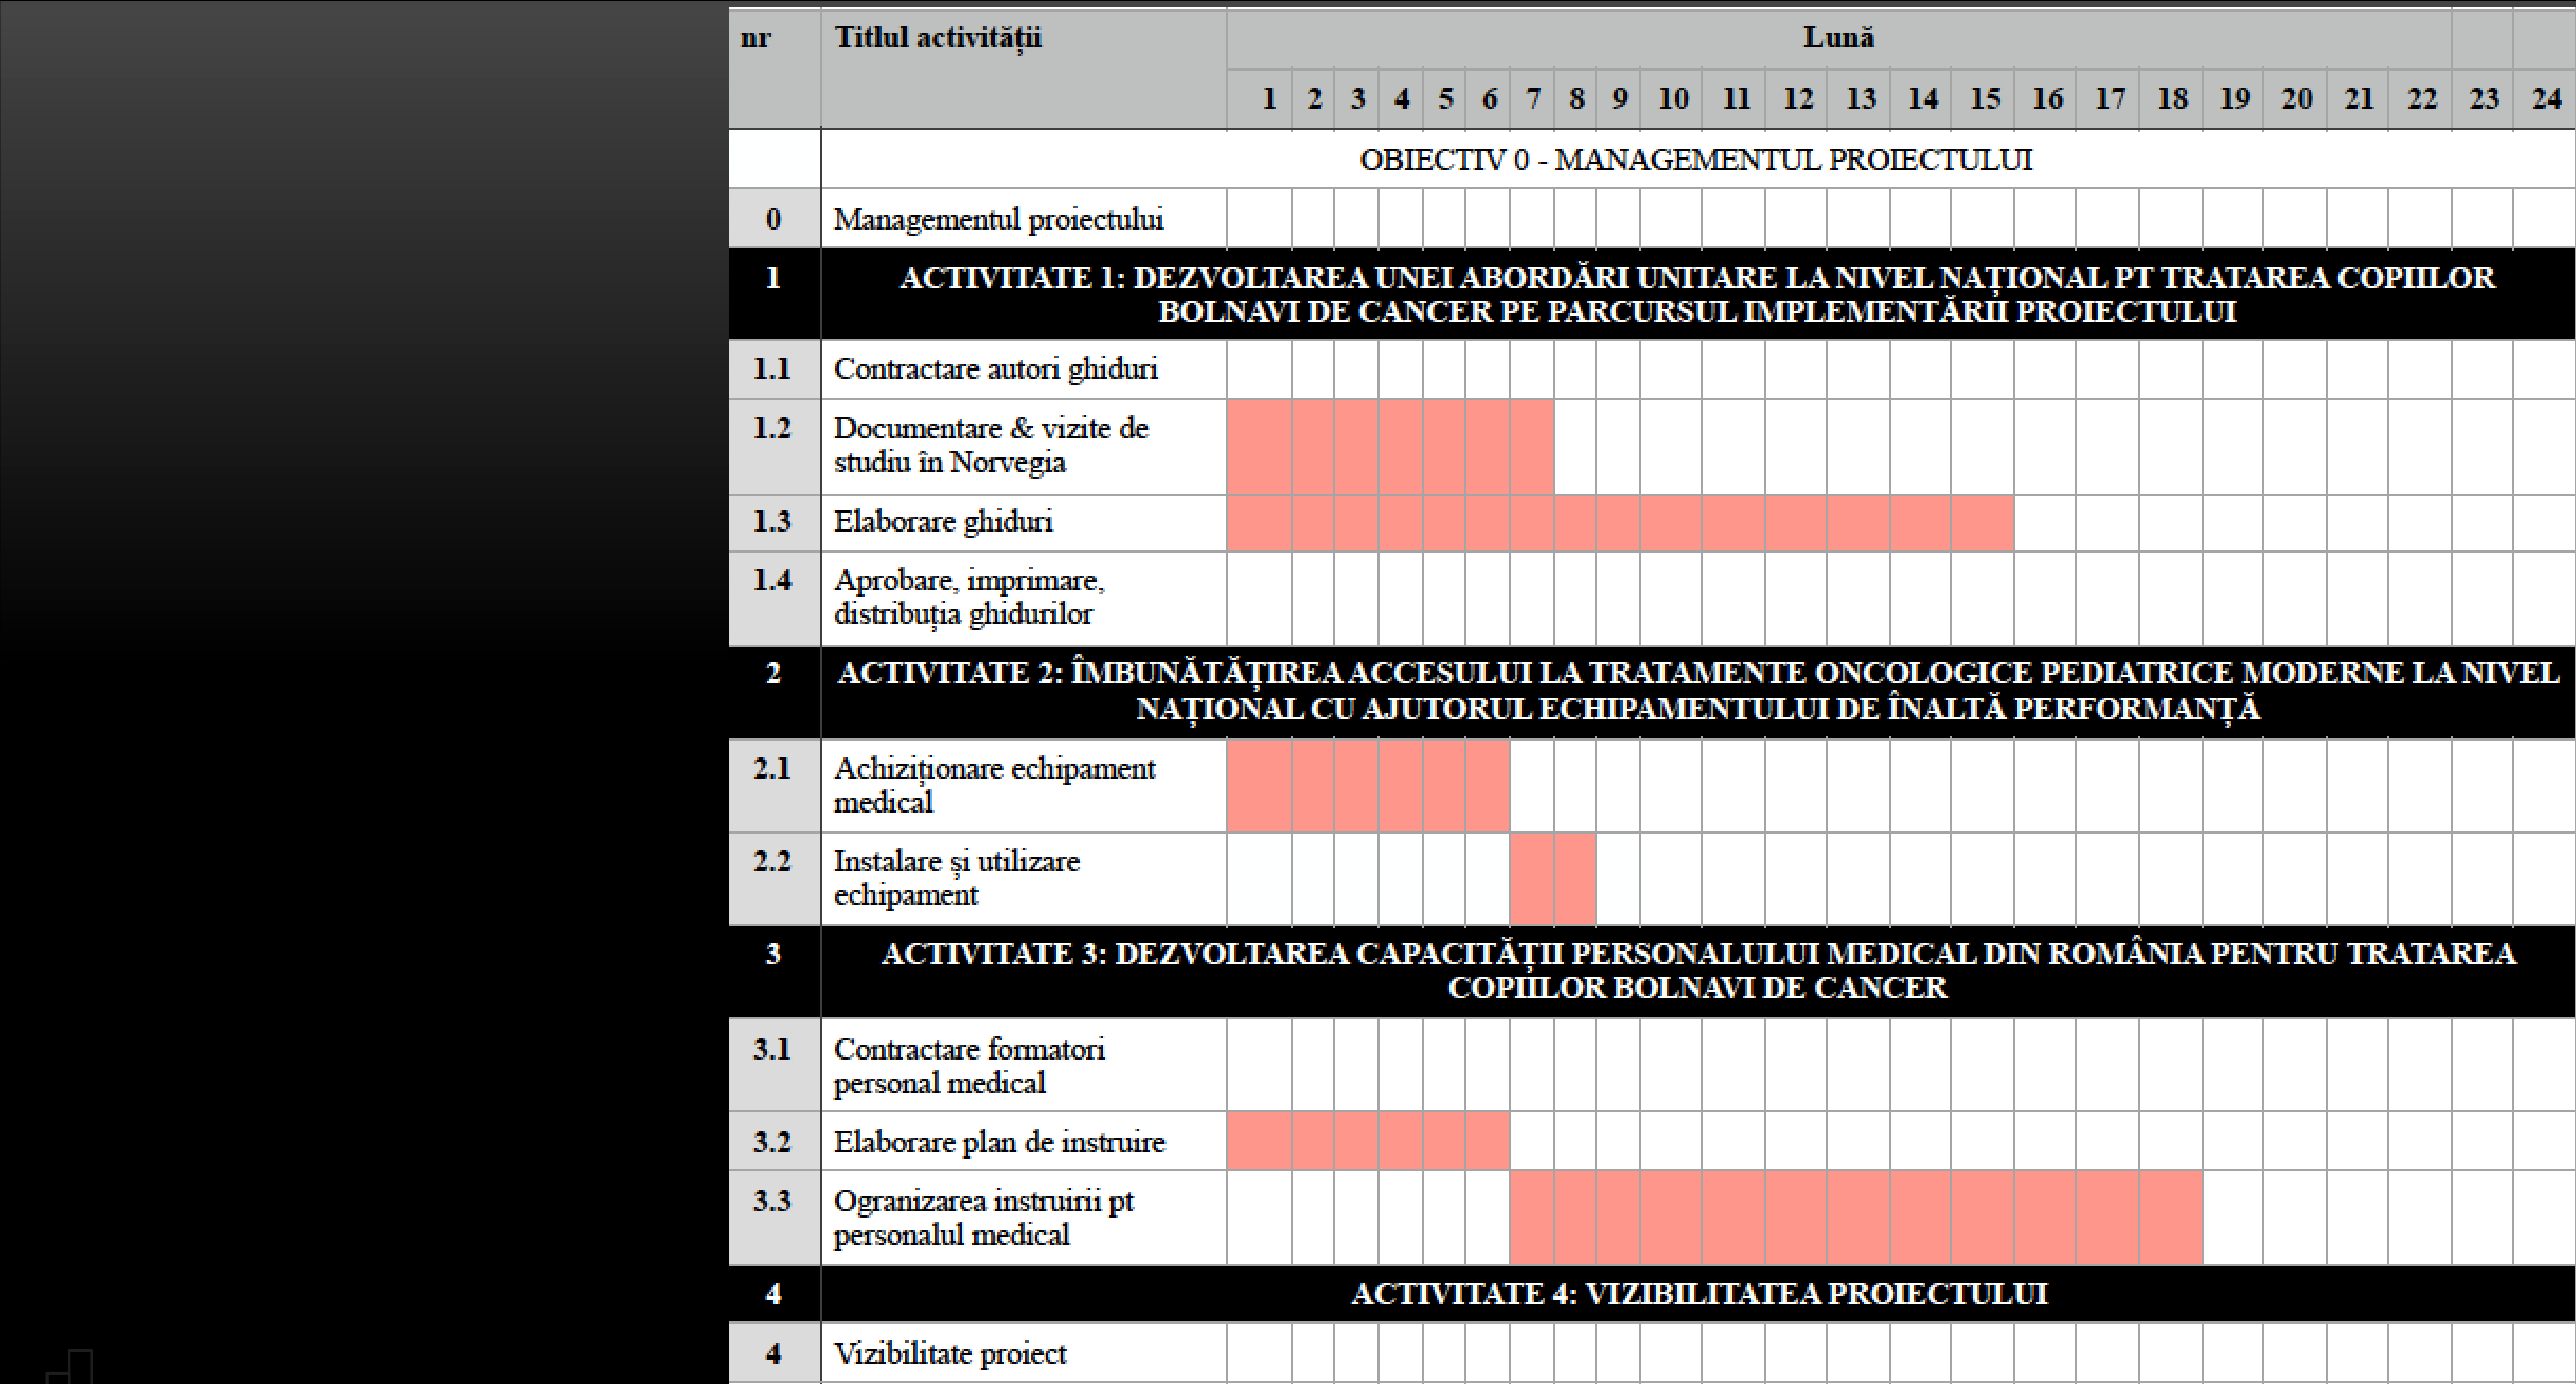 nr Titlul activității Lună
1 2 3 4 5 6 7 8 9 10 11 12 13 14 15 16 17 18 19 20 21 22 23 24
OBIECTIV 0 - MANAGEMENTUL PROIECTULUI
0 Managementul proiectului
1 ACTIVITATE 1: DEZVOLTAREA UNEI ABORDĂRI UNITARE LA NIVEL NAȚIONAL PT TRATAREA COPIILOR
BOLNAVI DE CANCER PE PARCURSUL IMPLEMENTĂRII PROIECTULUI
1.1 Contractare autori ghiduri
1.2 Documentare & vizite de
studiu în Norvegia
1.3 Elaborare ghiduri
1.4 Aprobare, imprimare,
distribuția ghidurilor
2 ACTIVITATE 2: ÎMBUNĂTĂȚIREA ACCESULUI LA TRATAMENTE ONCOLOGICE PEDIATRICE MODERNE LA NIVEL
NAȚIONAL CU AJUTORUL ECHIPAMENTULUI DE ÎNALTĂ PERFORMANȚĂ
2.1 Achiziționare echipament
medical
2.2 Instalare și utilizare
echipament
3 ACTIVITATE 3: DEZVOLTAREA CAPACITĂȚII PERSONALULUI MEDICAL DIN ROMÂNIA PENTRU TRATAREA
COPIILOR BOLNAVI DE CANCER
3.1 Contractare formatori
personal medical
3.2 Elaborare plan de instruire
3.3 Ogranizarea instruirii pt
personalul medical
4 ACTIVITATE 4: VIZIBILITATEA PROIECTULUI
4 Vizibilitate proiect